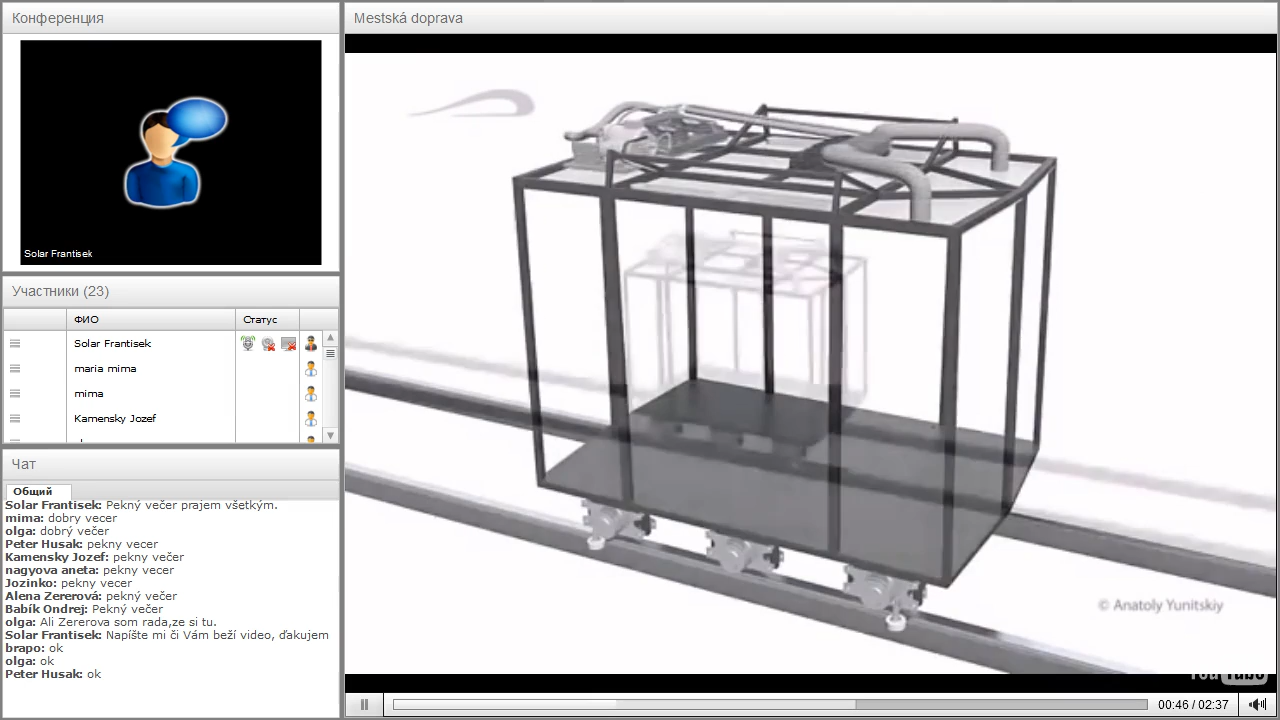 Конференция
Solar Frantisek
Участники (23)
ФИО Статус
Solar Frantisek
maria mima
mima
Kamensky Jozef
Чат
Общий
Solar Frantisek: Pekný večer prajem všetkým.
mima: dobry vecer
olga: dobrý večer
Peter Husak: pekny vecer
Kamensky Jozef: pekny večer
nagyova aneta: pekny vecer
Jozinko: pekny vecer
Alena Zererová: pekný večer
Babík Ondrej: Pekný večer
olga: Ali Zererova som rada,ze si tu.
Solar Frantisek: Napíšte mi či Vám beží video, ďakujem
brapo: ok
olga: ok
Peter Husak: ok
Mestská doprava
© Anatoly Yunitskiy
YouTube
00:46 / 02:37